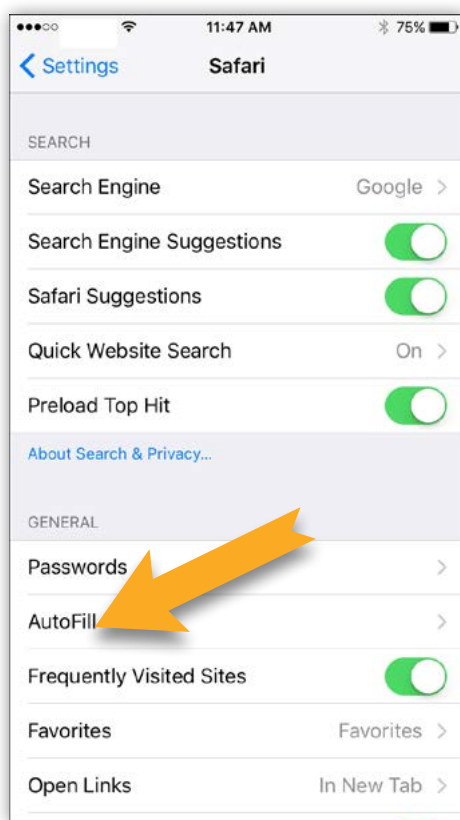 11:47 AM 75%
Settings Safari
SEARCH
Search Engine Google
Search Engine Suggestions
Safari Suggestions
Quick Website Search On
Preload Top Hit
About Search & Privacy...
GENERAL
Passwords
AutoFill
Frequently Visited Sites
Favorites Favorites
Open Links In New Tab